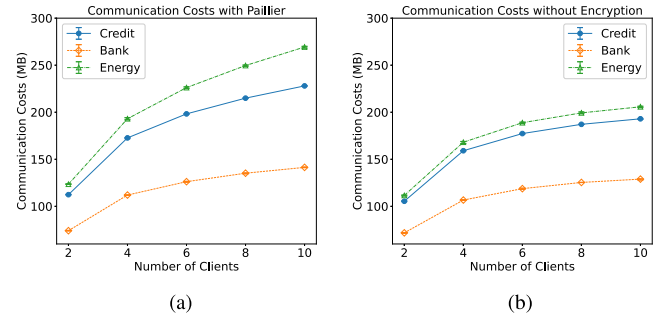 Communication Costs with Paillier
Communication Costs (MB)
300
250
200
150
100
Credit
Bank
Energy
2 4 6 8 10
Number of Clients
(a)
Communication Costs without Encryption
Communication Costs (MB)
300
250
200
150
100
Credit
Bank
Energy
2 4 6 8 10
Number of Clients
(b)